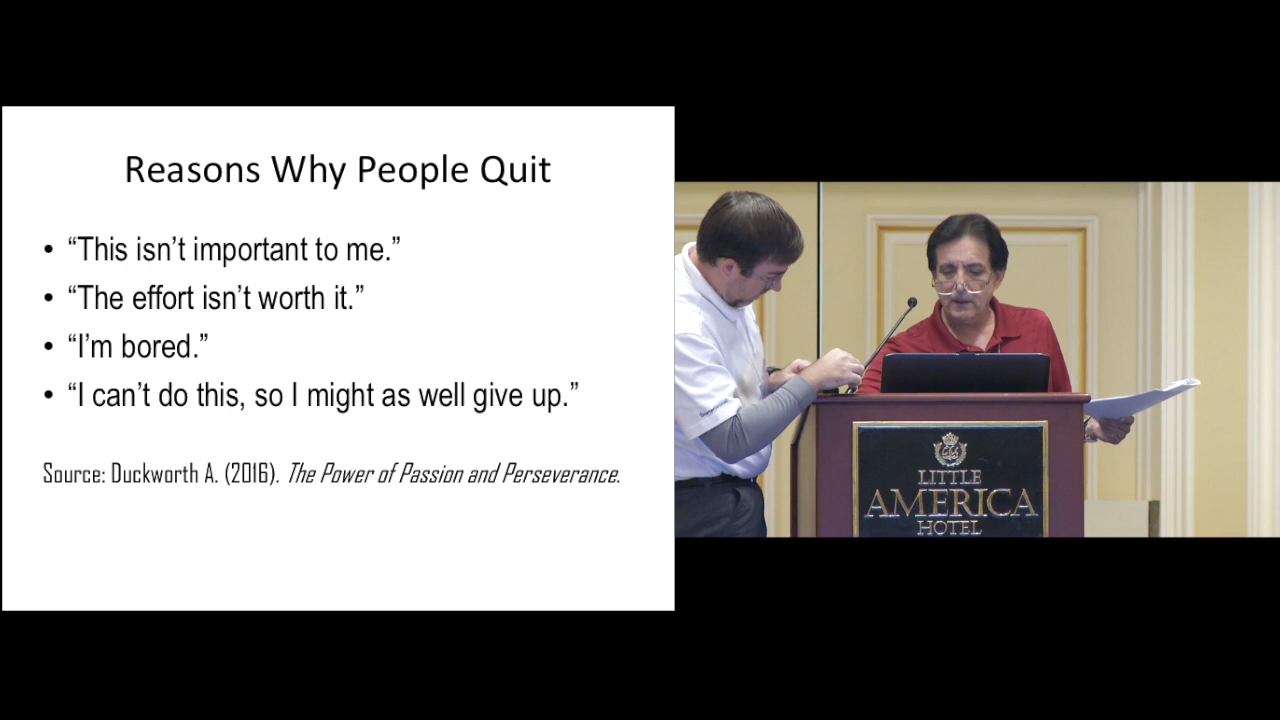 Reasons Why People Quit
• “This isn’t important to me.”
• “The effort isn’t worth it.”
• “I’m bored.”
• “I can’t do this, so I might as well give up.”
Source: Duckworth A. (2016). The Power of Passion and Perseverance.
LITTLE
AMERICA
HOTEL